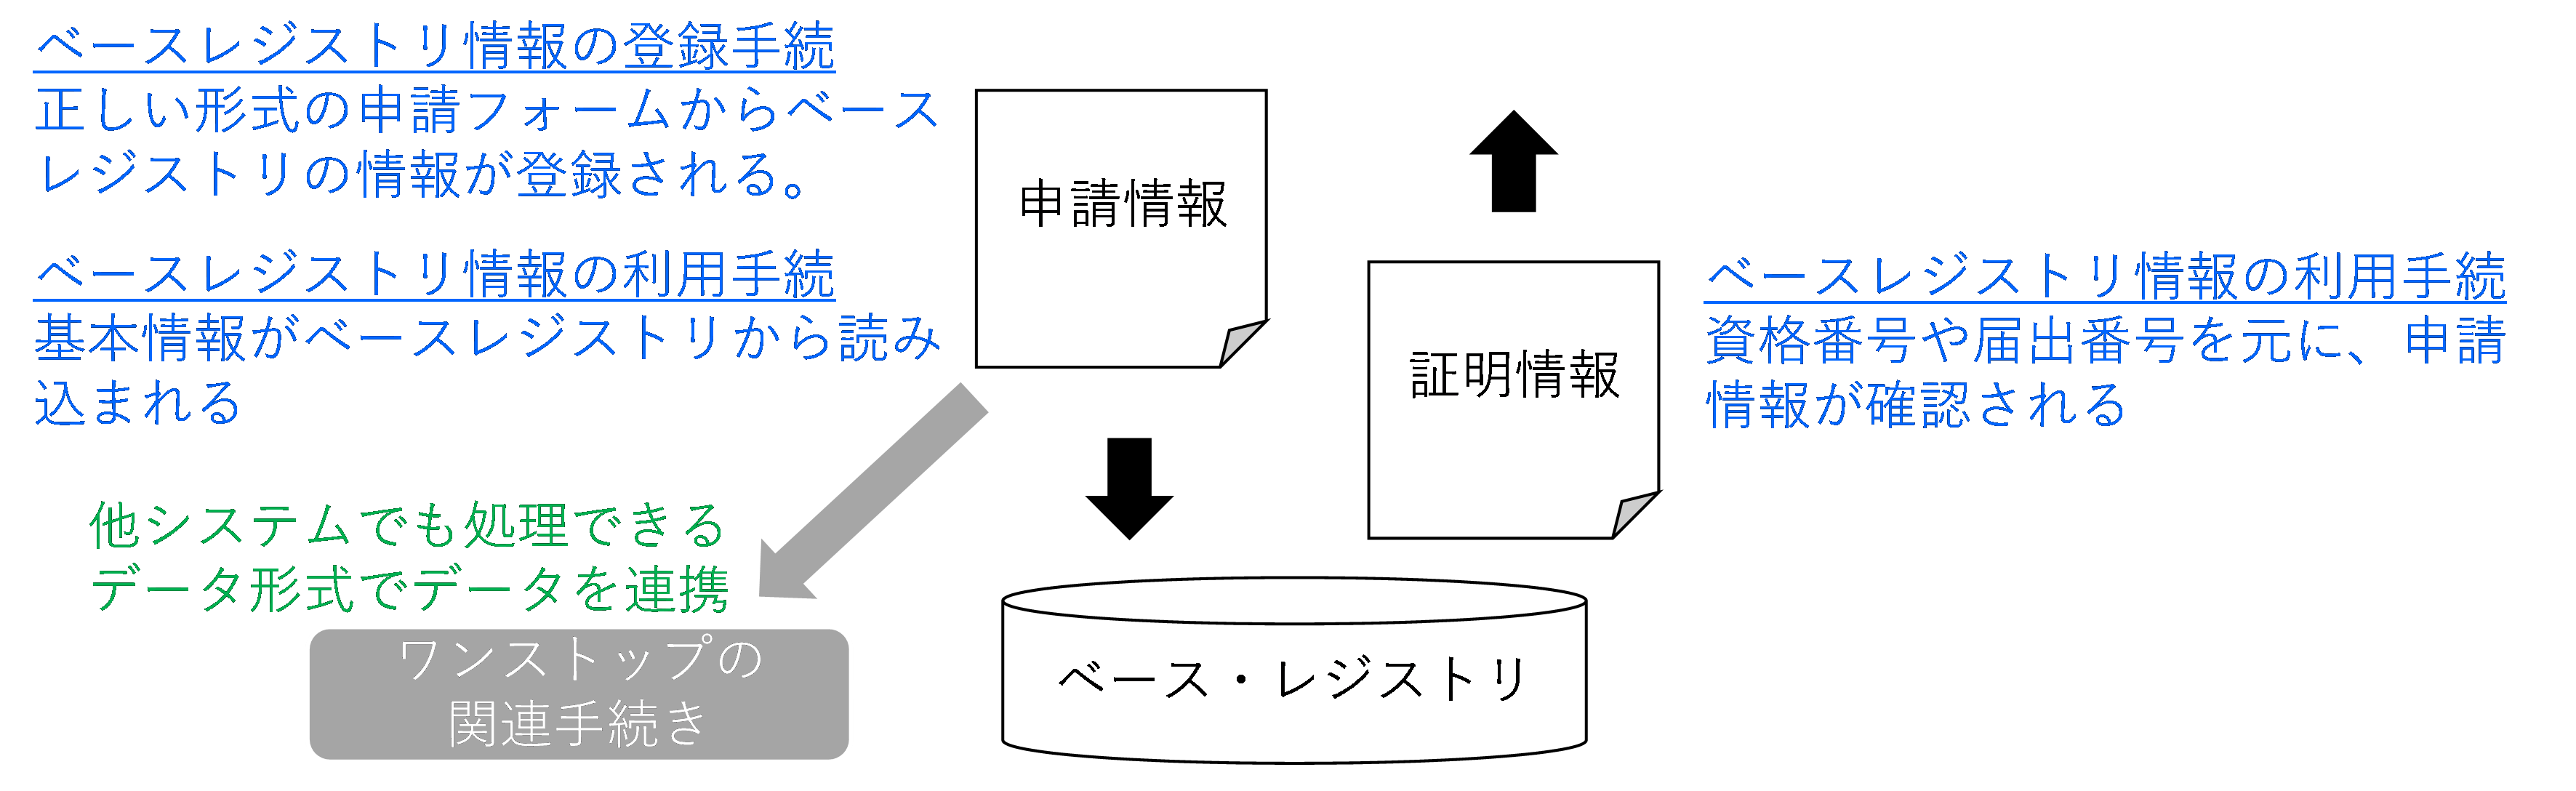 ベースレジストリ情報の登録手続
正しい形式の申請フォームからベース
レジストリの情報が登録される。
ベースレジストリ情報の利用手続
基本情報がベースレジストリから読み
込まれる
他システムでも処理できる
データ形式でデータを連携
ワンストップの
関連手続き
申請情報
証明情報
ベース・レジストリ
ベースレジストリ情報の利用手続
資格番号や届出番号を元に、申請
情報が確認される